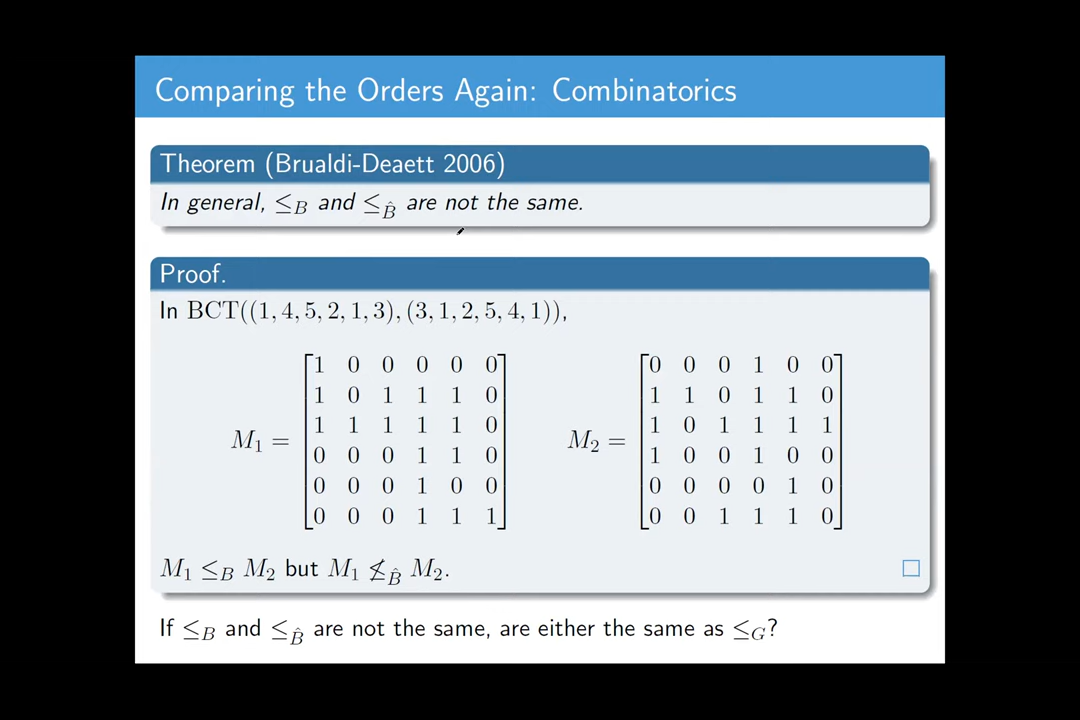 Comparing the Orders Again: Combinatorics
Theorem (Brualdi-Deaett 2006)
In general, ≤_B and ≤_B̂ are not the same.
Proof.
In BCT((1, 4, 5, 2, 1, 3), (3, 1, 2, 5, 4, 1)),
M₁ =
1 0 0 0 0 0
1 0 1 1 1 0
1 1 1 1 1 0
0 0 0 1 1 0
0 0 0 1 0 0
0 0 0 1 1 1
M₂ =
0 0 0 1 0 0
1 1 0 1 1 0
1 0 1 1 1 1
1 0 0 1 0 0
0 0 0 0 1 0
0 0 1 1 1 0
M₁ ≤_B M₂ but M₁ ≰_B̂ M₂.
If ≤_B and ≤_B̂ are not the same, are either the same as ≤_G?